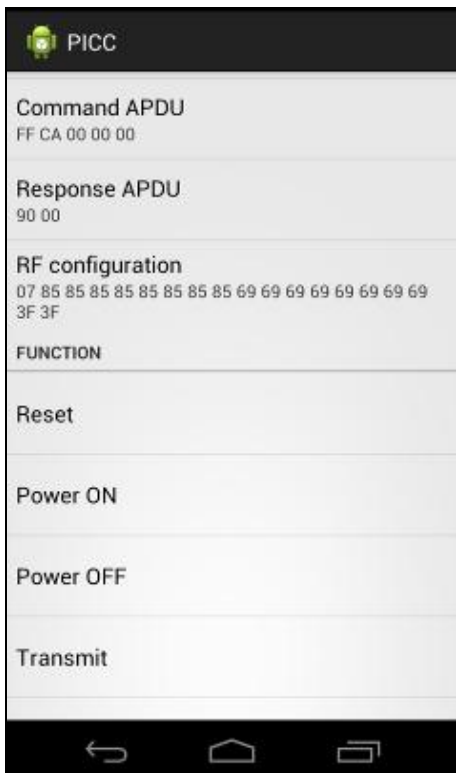 PICC
Command APDU
FF CA 00 00 00
Response APDU
90 00
RF configuration
07 85 85 85 85 85 85 85 85 69 69 69 69 69 69 69 69
3F 3F
FUNCTION
Reset
Power ON
Power OFF
Transmit